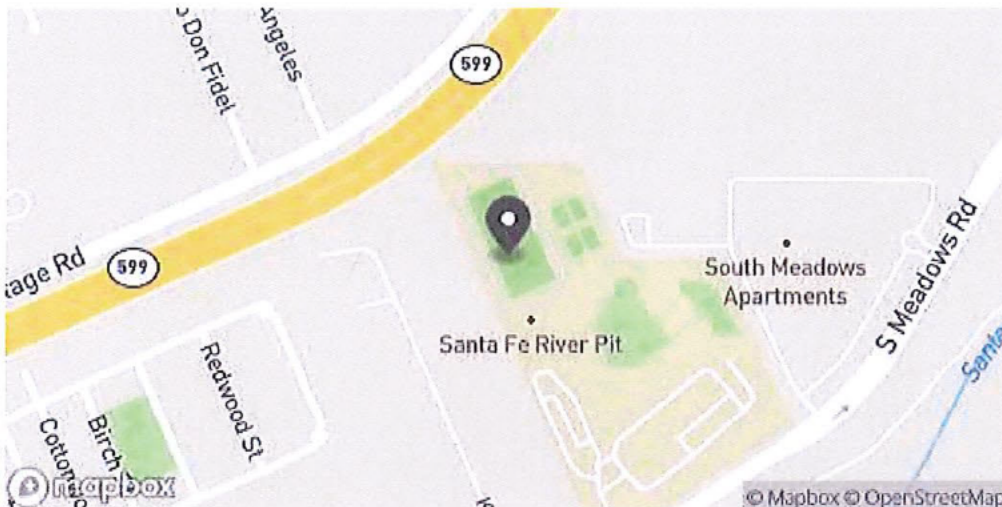 Don Fidel
Angeles
599
599
Rd
South Meadows
Apartments
S Meadows Rd
Santa Fe River Pit
Redwood St
Birch
mapbox
© Mapbox © OpenStreetMap